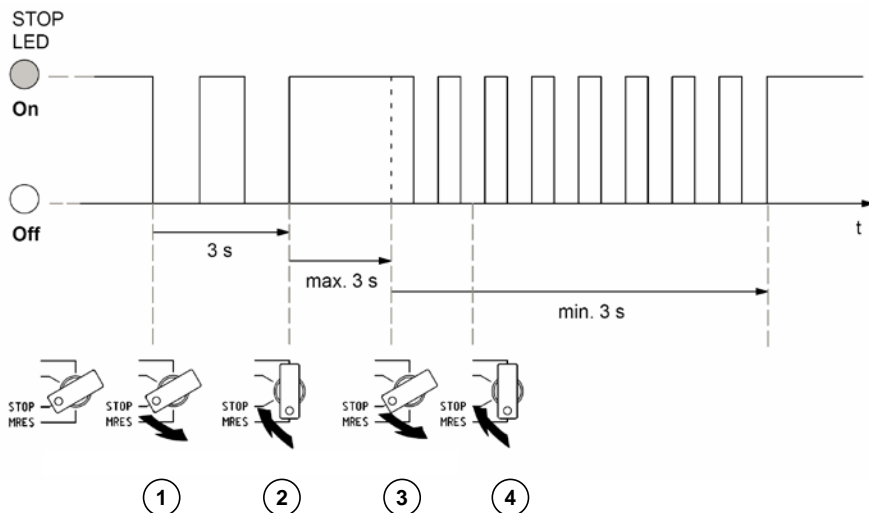 STOP
LED
On
Off
t
3 s
max. 3 s
min. 3 s
STOP
MRES
STOP
MRES
STOP
MRES
STOP
MRES
STOP
MRES
1
2
3
4